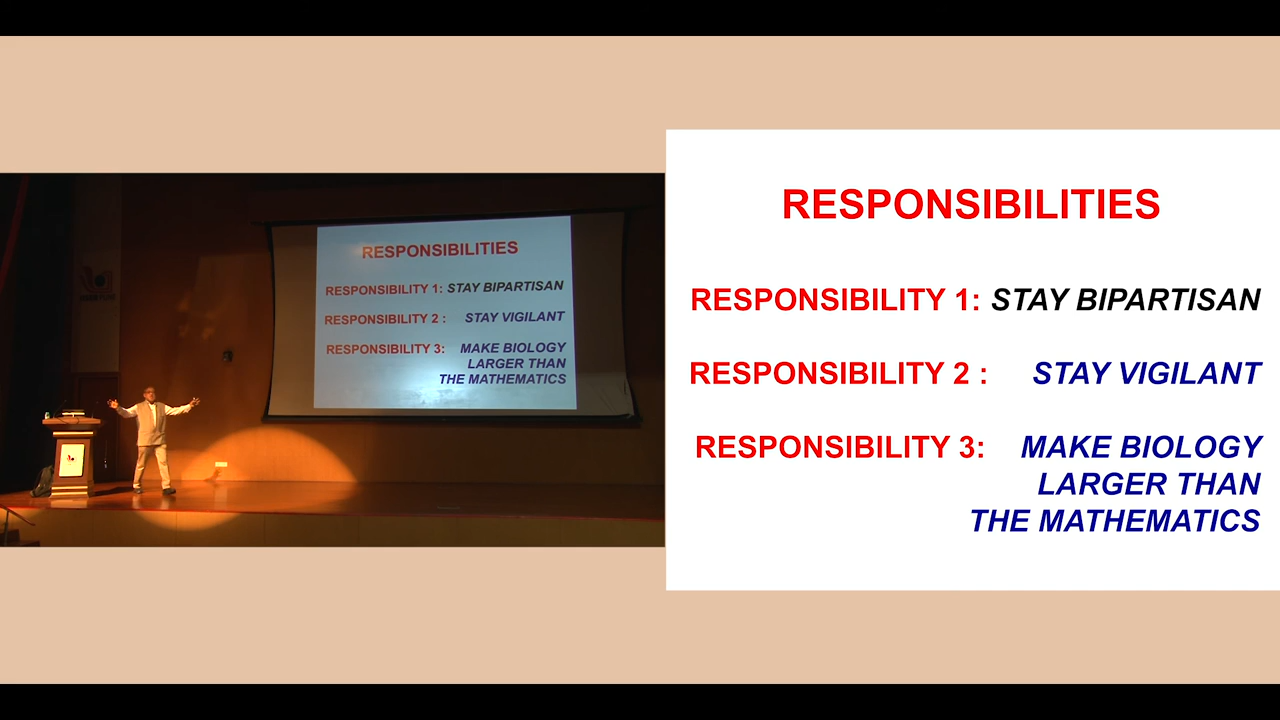 RESPONSIBILITIES
RESPONSIBILITY 1: STAY BIPARTISAN
RESPONSIBILITY 2 : STAY VIGILANT
RESPONSIBILITY 3: MAKE BIOLOGY
LARGER THAN
THE MATHEMATICS
RESPONSIBILITIES
RESPONSIBILITY 1: STAY BIPARTISAN
RESPONSIBILITY 2 : STAY VIGILANT
RESPONSIBILITY 3: MAKE BIOLOGY
LARGER THAN
THE MATHEMATICS